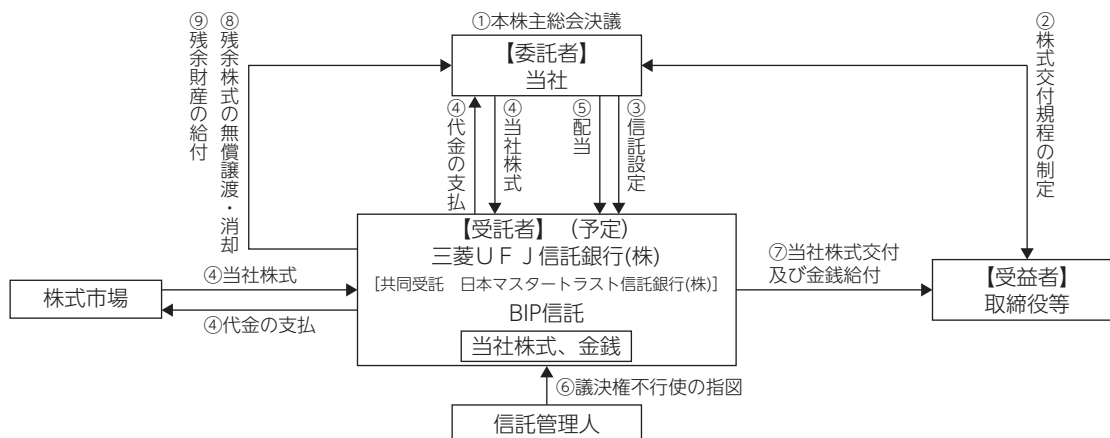 ①本株主総会決議
【委託者】
当社
⑨残余財産の給付
⑧残余株式の無償譲渡・消却
④代金の支払
④当社株式
⑤配当
③信託設定
②株式交付規程の制定
【受託者】（予定）
三菱ＵＦＪ信託銀行(株)
[共同受託　日本マスタートラスト信託銀行(株)]
BIP信託
当社株式、金銭
④当社株式
株式市場
④代金の支払
⑦当社株式交付
及び金銭給付
【受益者】
取締役等
⑥議決権不行使の指図
信託管理人